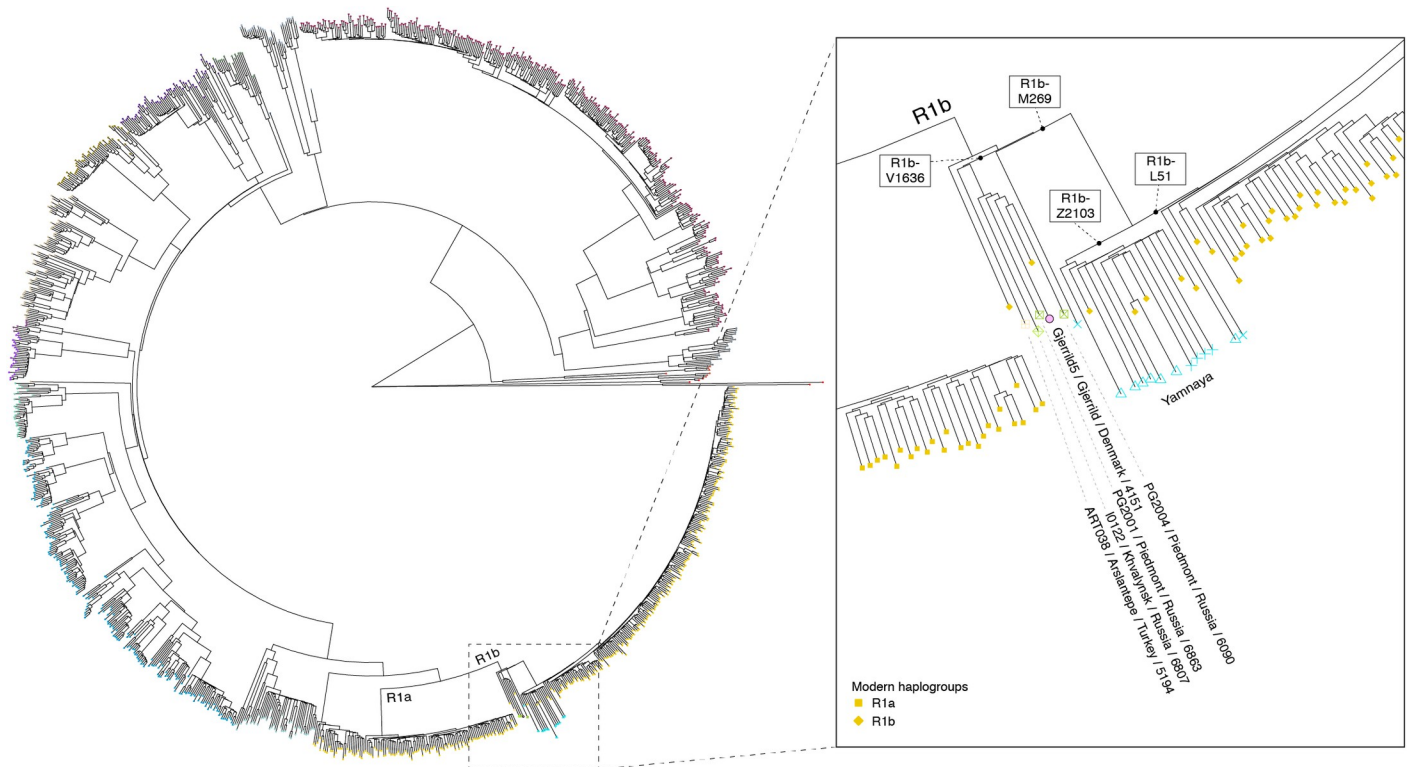 R1b
R1a
R1b
R1b-
M269
R1b-
V1636
R1b-
L51
R1b-
Z2103
Yamnaya
Gjerrild5 / Gjerrild / Denmark / 4151
PG2004 / Piedmont / Russia / 6090
PG2001 / Piedmont / Russia / 6863
I0122 / Khvalynsk / Russia / 6807
ART038 / Arslantepe / Turkey / 5194
Modern haplogroups
R1a
R1b